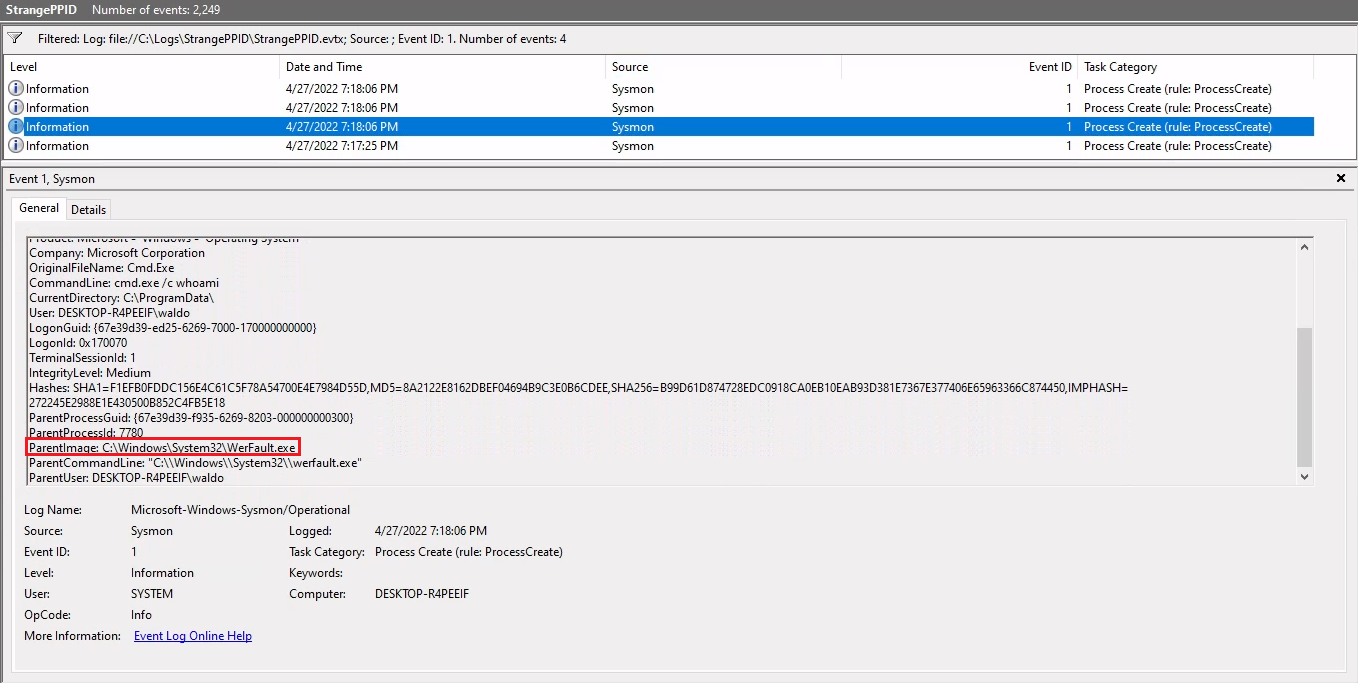 StrangePPID Number of events: 2,249
Filtered: Log: file://C:\Logs\StrangePPID\StrangePPID.evtx; Source: ; Event ID: 1. Number of events: 4
Level Date and Time Source Event ID Task Category
Information 4/27/2022 7:18:06 PM Sysmon 1 Process Create (rule: ProcessCreate)
Information 4/27/2022 7:18:06 PM Sysmon 1 Process Create (rule: ProcessCreate)
Information 4/27/2022 7:18:06 PM Sysmon 1 Process Create (rule: ProcessCreate)
Information 4/27/2022 7:17:25 PM Sysmon 1 Process Create (rule: ProcessCreate)
Event 1, Sysmon
General Details
Product: Microsoft - Windows - Operating System
Company: Microsoft Corporation
OriginalFileName: Cmd.Exe
CommandLine: cmd.exe /c whoami
CurrentDirectory: C:\ProgramData\
User: DESKTOP-R4PEEIF\waldo
LogonGuid: {67e39d39-ed25-6269-7000-170000000000}
LogonId: 0x170070
TerminalSessionId: 1
IntegrityLevel: Medium
Hashes: SHA1=F1EFB0FDDC156E4C61C5F78A54700E4E7984D55D,MD5=8A2122E8162DBEF04694B9C3E0B6CDEE,SHA256=B99D61D874728EDC0918CA0EB10EAB93D381E7367E377406E65963366C874450,IMPHASH=
272245E2988E1E430500B852C4FB5E18
ParentProcessGuid: {67e39d39-f935-6269-8203-000000000300}
ParentProcessId: 7780
ParentImage: C:\Windows\System32\WerFault.exe
ParentCommandLine: "C:\\Windows\\System32\\werfault.exe"
ParentUser: DESKTOP-R4PEEIF\waldo
Log Name: Microsoft-Windows-Sysmon/Operational
Source: Sysmon Logged: 4/27/2022 7:18:06 PM
Event ID: 1 Task Category: Process Create (rule: ProcessCreate)
Level: Information Keywords:
User: SYSTEM Computer: DESKTOP-R4PEEIF
OpCode: Info
More Information: Event Log Online Help